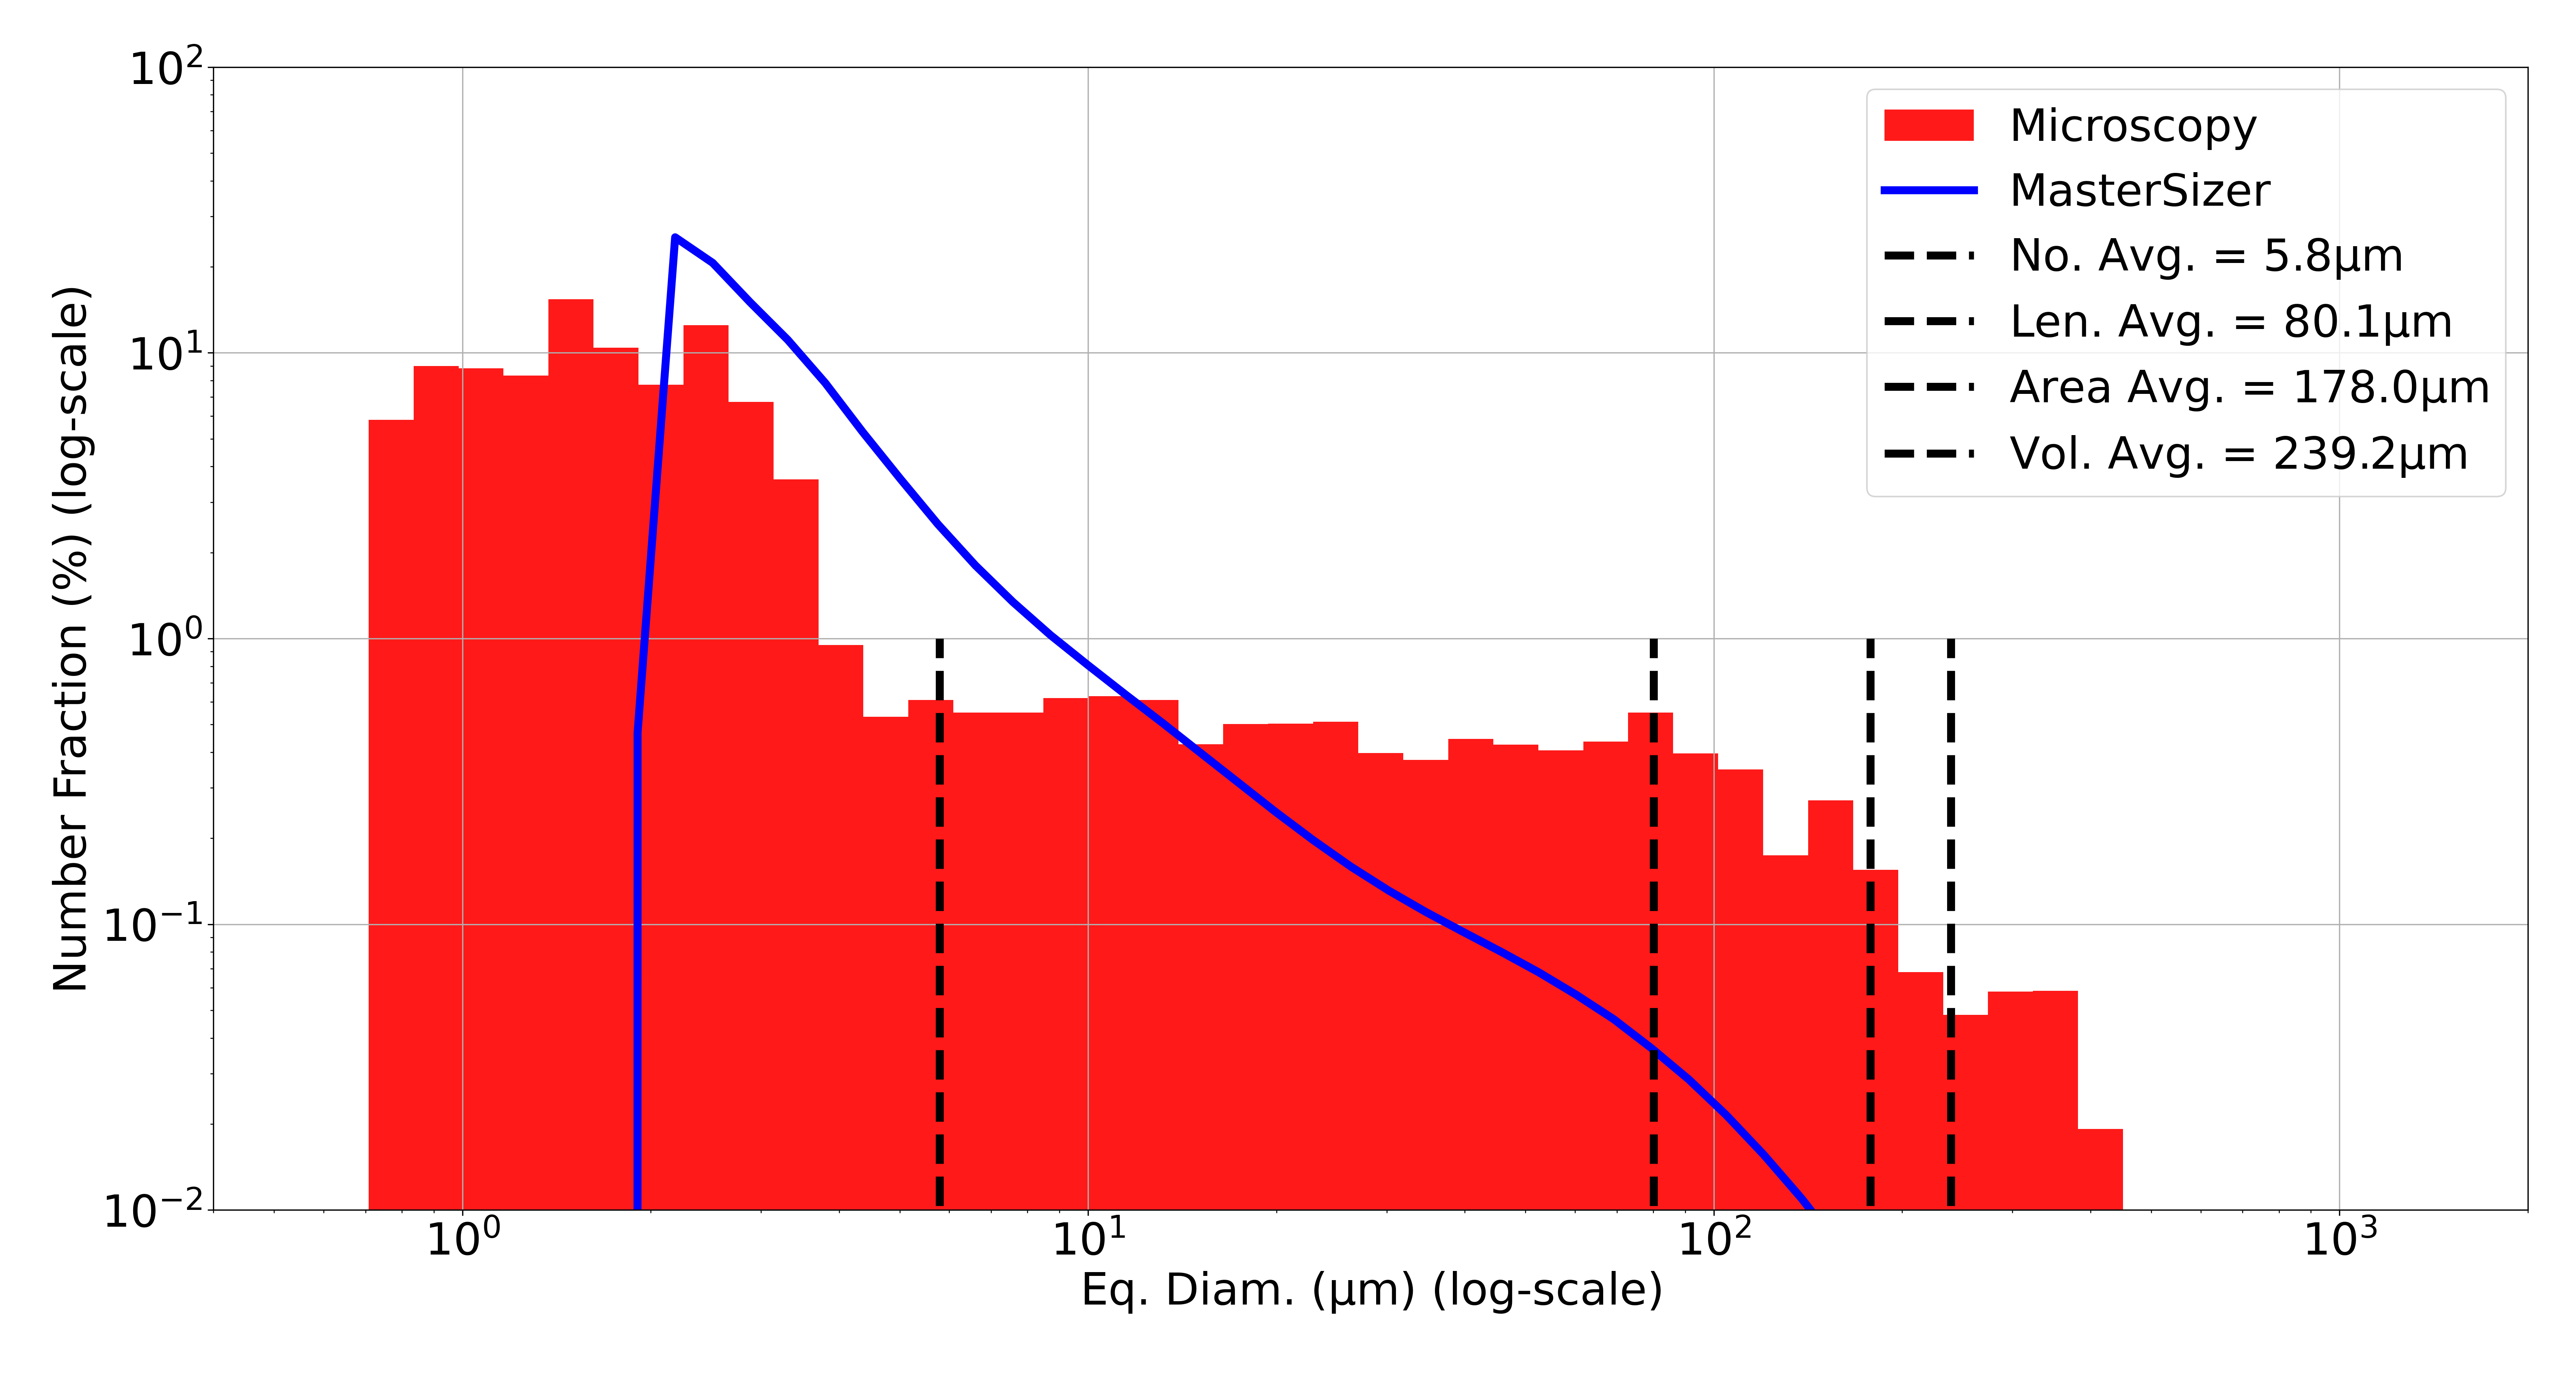 10²
10¹
10⁰
10⁻¹
10⁻²
Number Fraction (%) (log-scale)
10⁰
10¹
10²
10³
Eq. Diam. (µm) (log-scale)
Microscopy
MasterSizer
No. Avg. = 5.8µm
Len. Avg. = 80.1µm
Area Avg. = 178.0µm
Vol. Avg. = 239.2µm